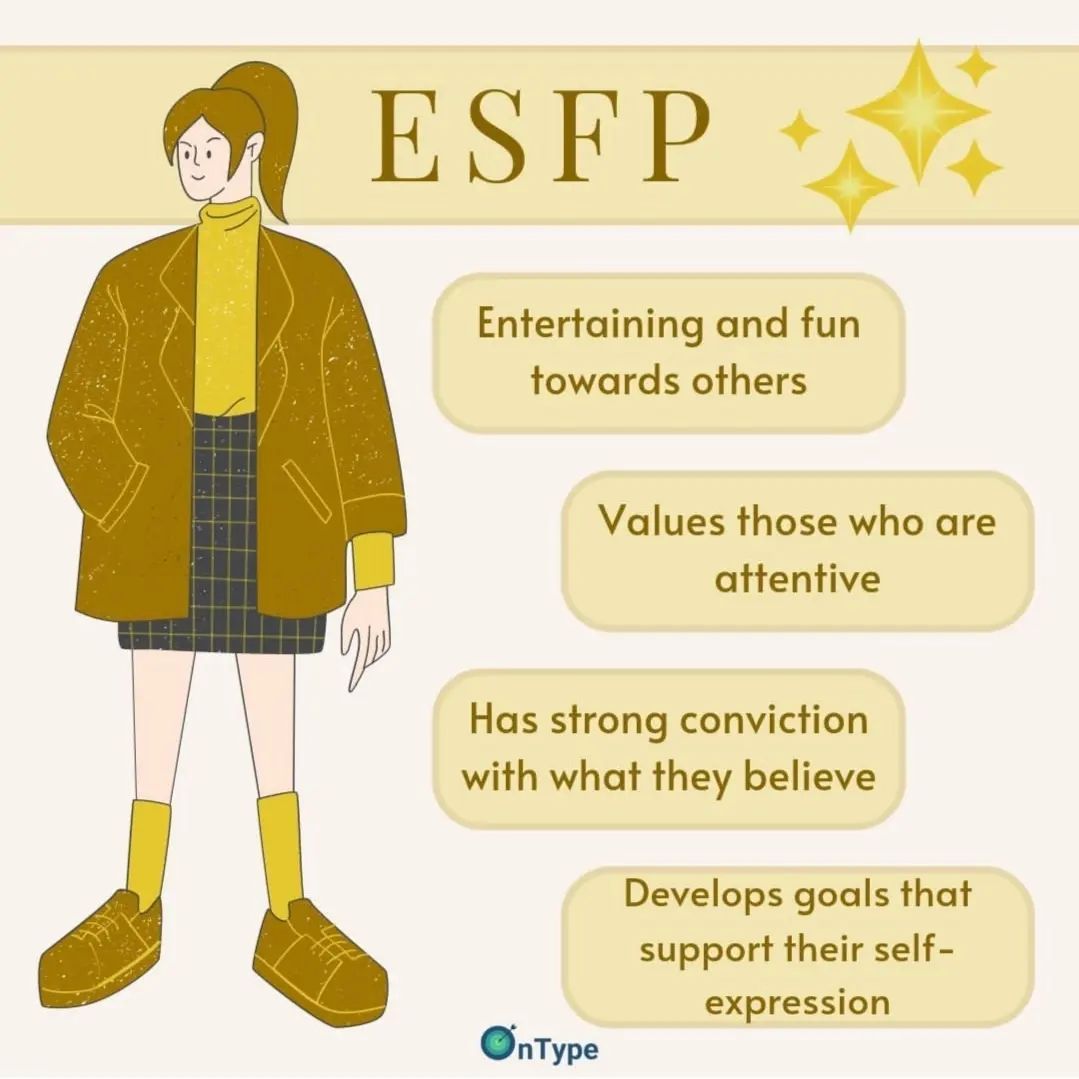 ESFP
Entertaining and fun
towards others
Values those who are
attentive
Has strong conviction
with what they believe
Develops goals that
support their self-
expression
OnType